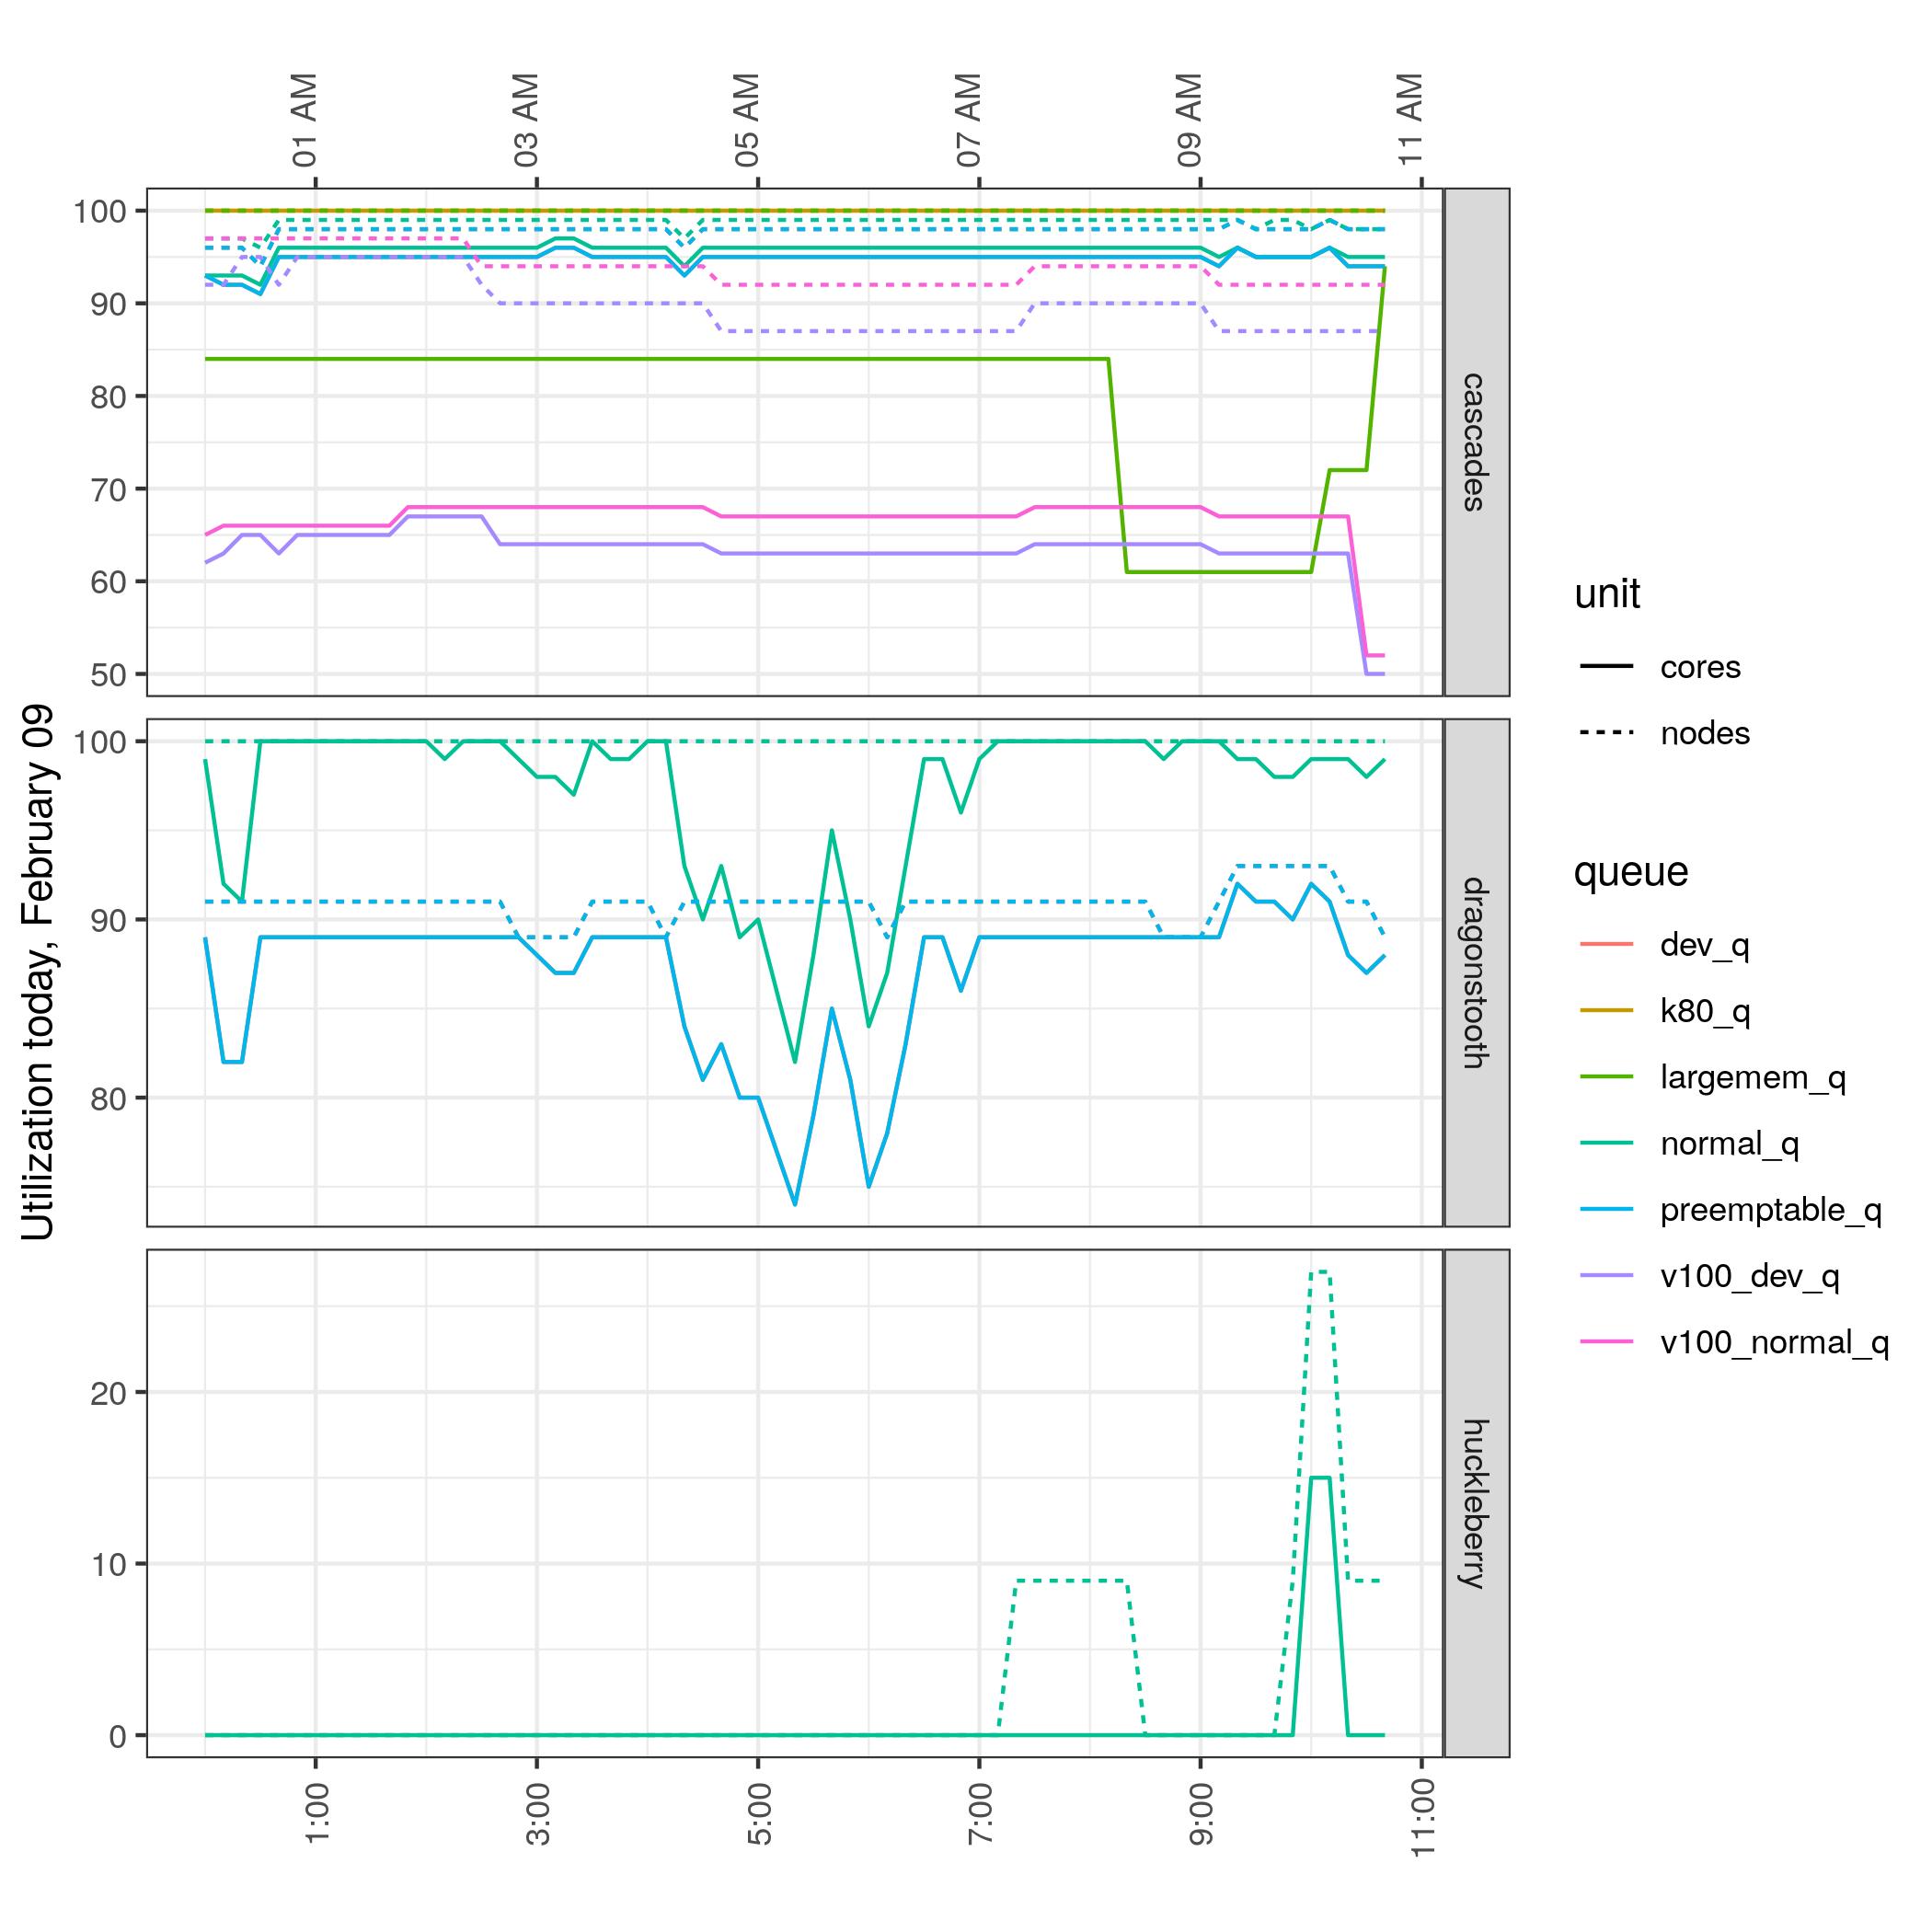 01 AM
03 AM
05 AM
07 AM
09 AM
11 AM
Utilization today, February 09
100
90
80
70
60
50
cascades
100
90
80
dragonstooth
20
10
0
huckleberry
1:00
3:00
5:00
7:00
9:00
11:00
unit
cores
nodes
queue
dev_q
k80_q
largemem_q
normal_q
preemptable_q
v100_dev_q
v100_normal_q